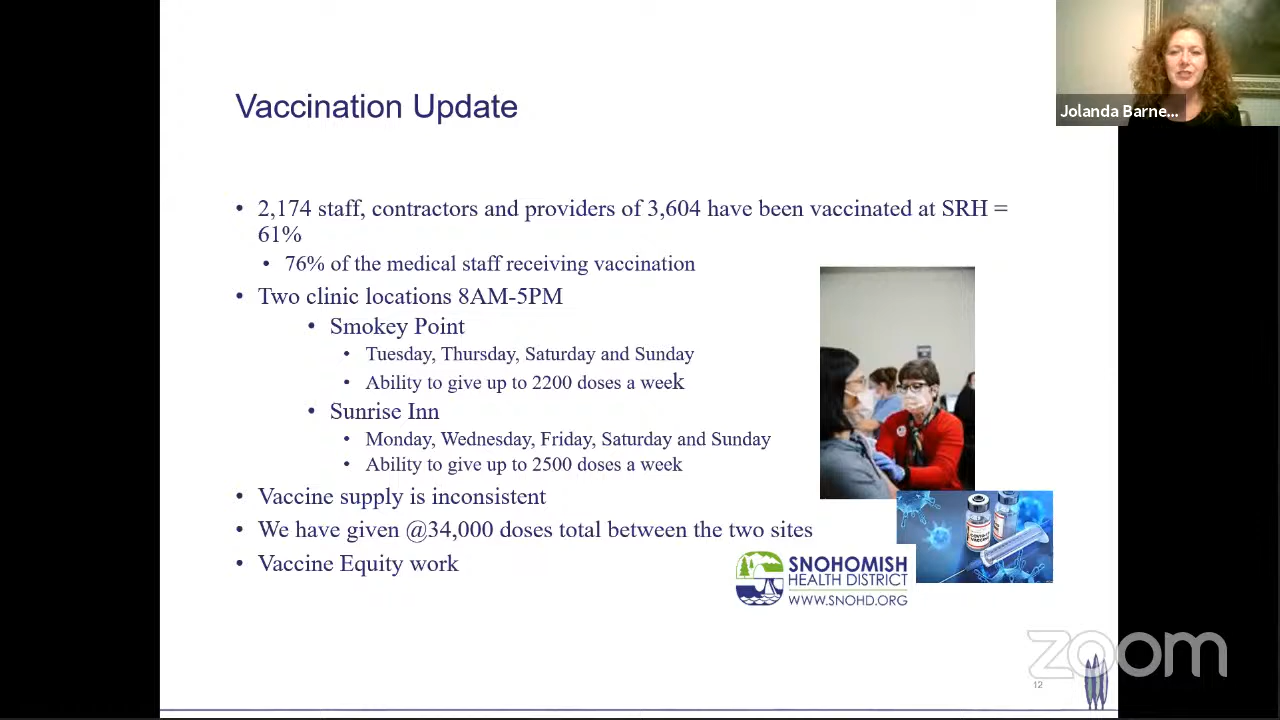 Vaccination Update
Jolanda Barne...
• 2,174 staff, contractors and providers of 3,604 have been vaccinated at SRH =
61%
• 76% of the medical staff receiving vaccination
• Two clinic locations 8AM-5PM
• Smokey Point
• Tuesday, Thursday, Saturday and Sunday
• Ability to give up to 2200 doses a week
• Sunrise Inn
• Monday, Wednesday, Friday, Saturday and Sunday
• Ability to give up to 2500 doses a week
• Vaccine supply is inconsistent
• We have given @34,000 doses total between the two sites
• Vaccine Equity work
COVID-19
VACCINE
SNOHOMISH
HEALTH DISTRICT
WWW.SNOHD.ORG
zoom
12